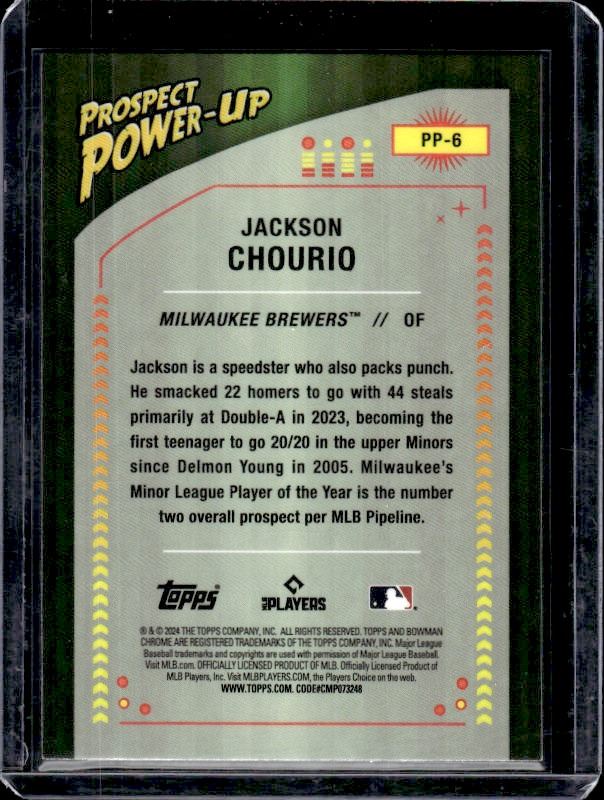 PROSPECT
POWER-UP
PP-6
JACKSON
CHOURIO
MILWAUKEE BREWERS™ // OF
Jackson is a speedster who also packs punch.
He smacked 22 homers to go with 44 steals
primarily at Double-A in 2023, becoming the
first teenager to go 20/20 in the upper Minors
since Delmon Young in 2005. Milwaukee's
Minor League Player of the Year is the number
two overall prospect per MLB Pipeline.
Topps
MLB PLAYERS
® & © 2024 THE TOPPS COMPANY, INC. ALL RIGHTS RESERVED. TOPPS AND BOWMAN
CHROME ARE REGISTERED TRADEMARKS OF THE TOPPS COMPANY, INC. Major League
Baseball trademarks and copyrights are used with permission of Major League Baseball.
Visit MLB.com. OFFICIALLY LICENSED PRODUCT OF MLB. Officially Licensed Product of
MLB Players, Inc. Visit MLBPLAYERS.com, the Players Choice on the web.
WWW.TOPPS.COM. CODE#CMP073248